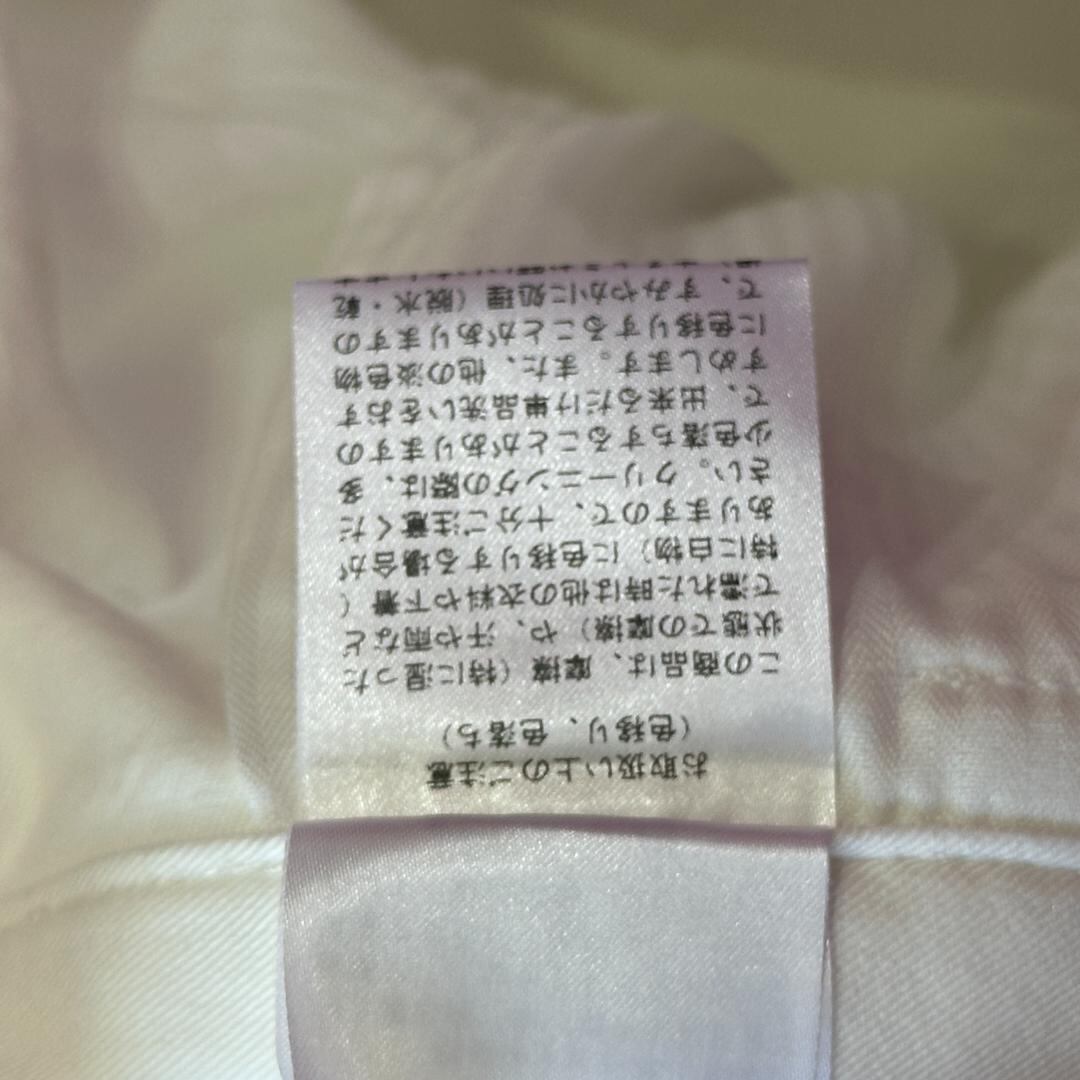 お取扱い上のご注意
(色移り、色落ち)
この商品は、摩擦(特に湿った
状態での摩擦)や、汗や雨など
で濡れた時は他の衣料や下着(
特に白物)に色移りする場合が
ありますので、十分ご注意くだ
さい。クリーニングの際は、多
少色落ちすることがありますの
で、出来るだけ単品洗いをおす
すめします。また、他の淡色物
に色移りすることがありますの
で、すみやかに処理(脱水・乾